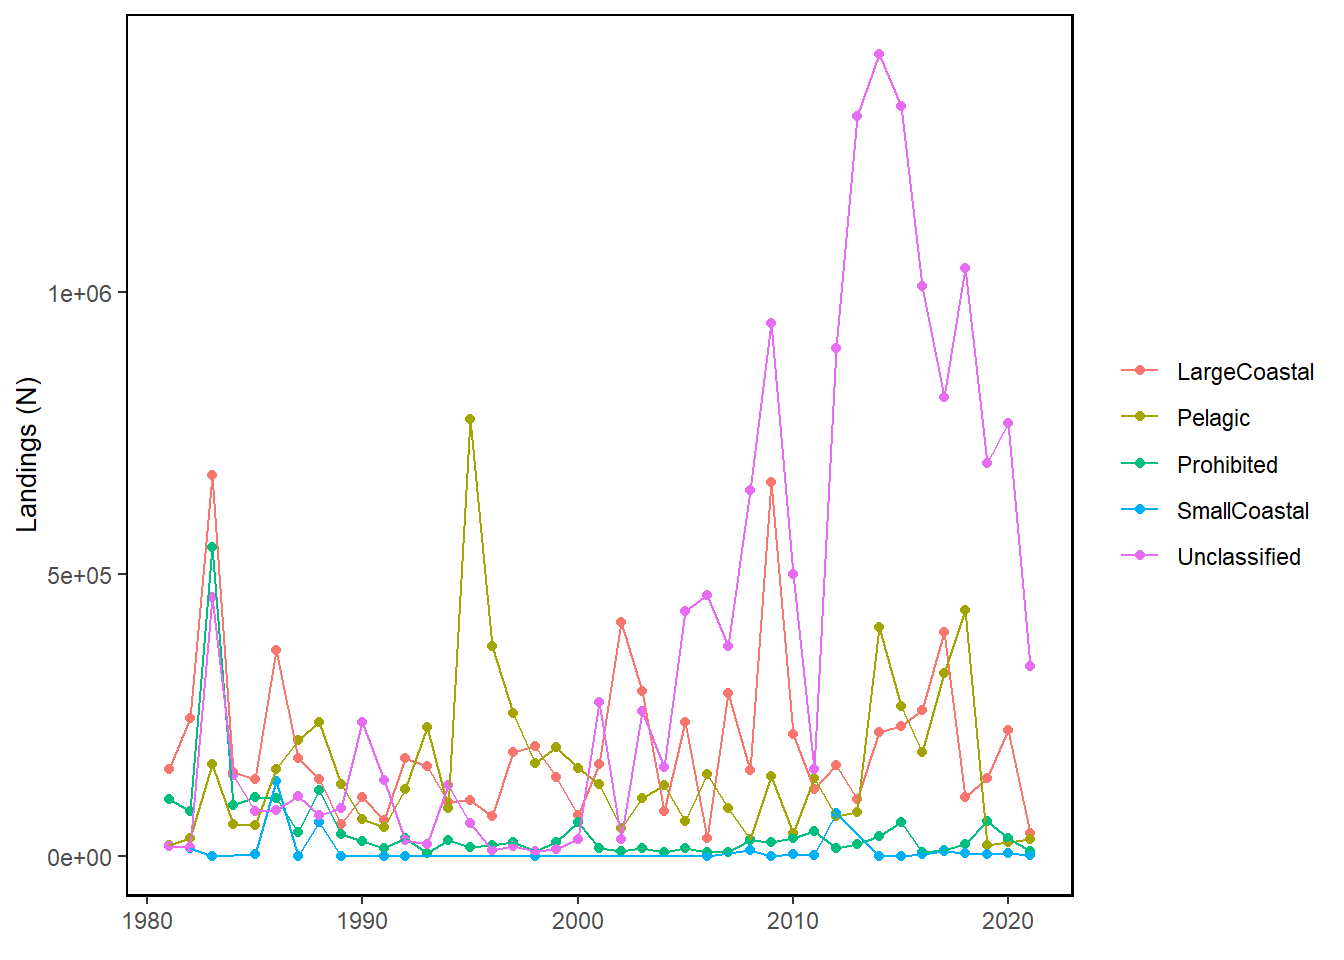 Landings (N)
1e+06
5e+05
0e+00
1980
1990
2000
2010
2020
LargeCoastal
Pelagic
Prohibited
SmallCoastal
Unclassified